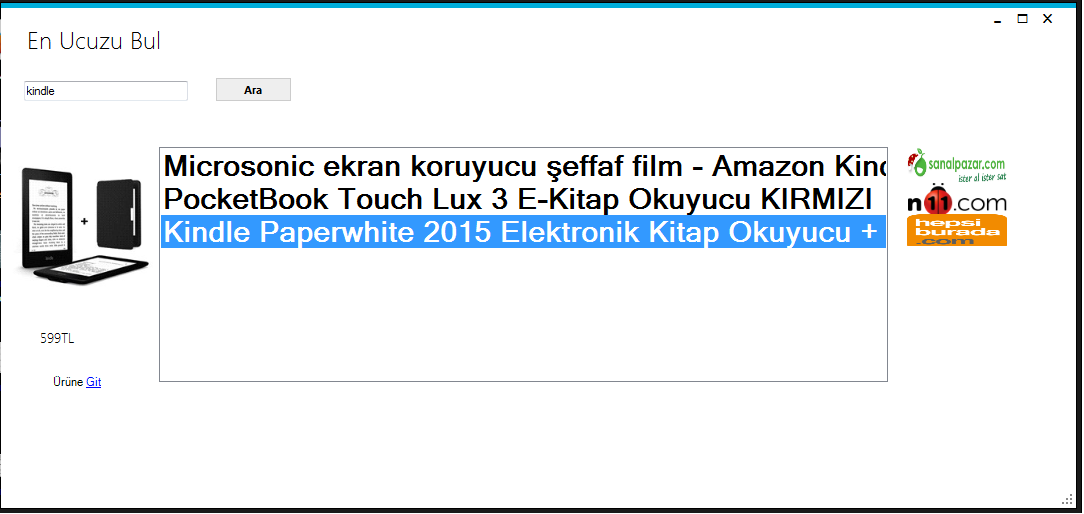 En Ucuzu Bul
kindle
Ara
Microsonic ekran koruyucu şeffaf film - Amazon Kinc
PocketBook Touch Lux 3 E-Kitap Okuyucu KIRMIZI
Kindle Paperwhite 2015 Elektronik Kitap Okuyucu +
sanalpazar.com
ister al ister sat
n11.com
hepsi
burada
.com
+
599TL
Ürüne Git